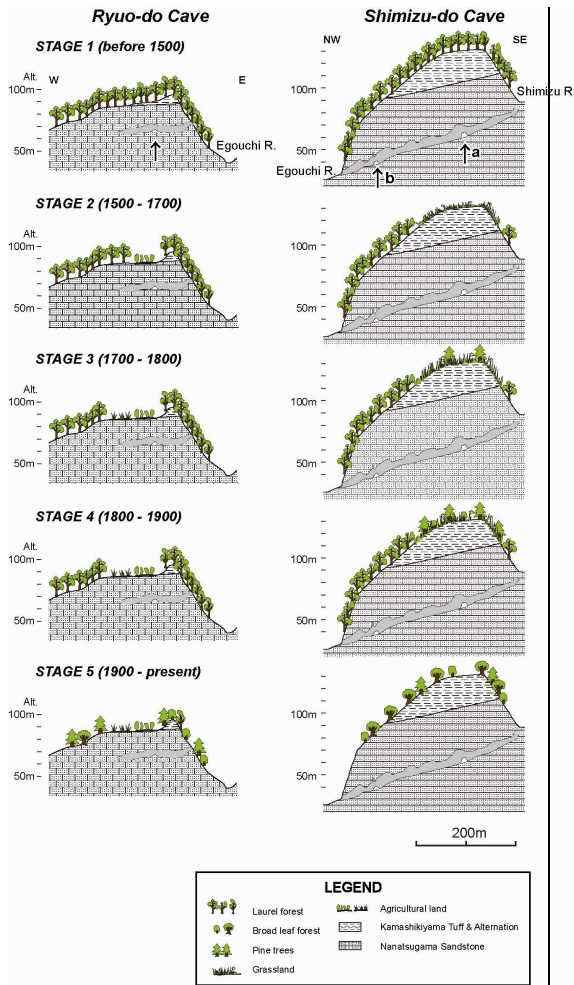 Ryuo-do Cave
Shimizu-do Cave
STAGE 1 (before 1500)
Alt.
W
E
100m
50m
Egouchi R.
NW
SE
Shimizu R
Egouchi R.
a
b
STAGE 2 (1500 - 1700)
Alt.
100m
50m
STAGE 3 (1700 - 1800)
Alt.
100m
50m
STAGE 4 (1800 - 1900)
Alt.
100m
50m
STAGE 5 (1900 - present)
Alt.
100m
50m
200m
LEGEND
Laurel forest
Broad leaf forest
Pine trees
Grassland
Agricultural land
Kamashikiyama Tuff & Alternation
Nanatsugama Sandstone